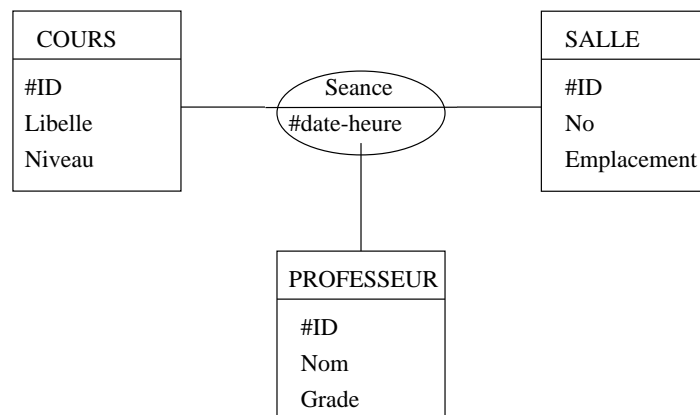 COURS
#ID
Libelle
Niveau
Seance
#date-heure
SALLE
#ID
No
Emplacement
PROFESSEUR
#ID
Nom
Grade